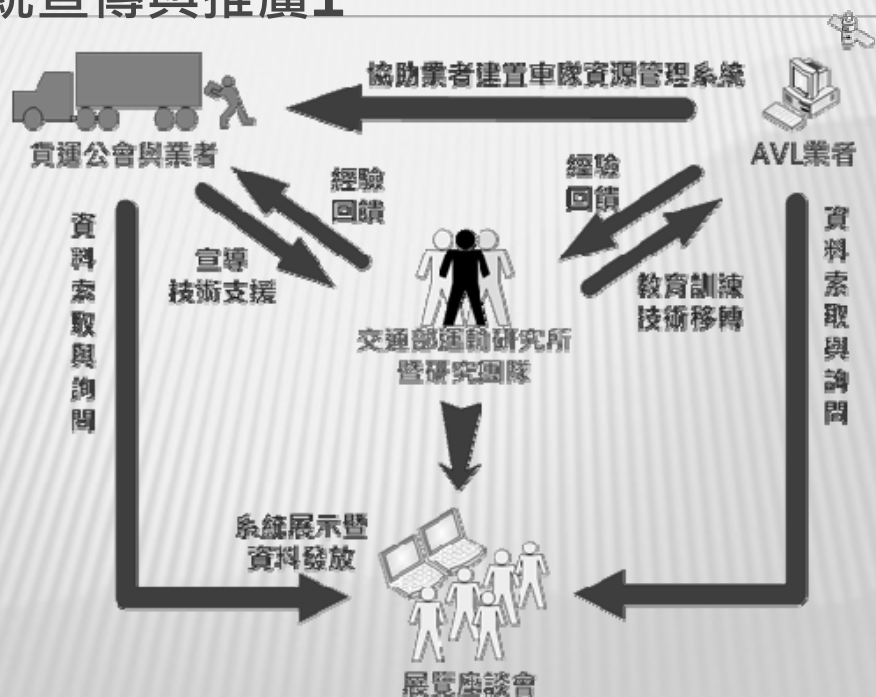 統宣傳與推廣1
協助業者建置車隊資源管理系統
貨運公會與業者
AVL業者
經驗
回饋
經驗
回饋
資料索取與詢問
宣導
技術支援
教育訓練
技術移轉
資料索取與詢問
交通部運輸研究所
暨研究團隊
系統展示暨
資料發放
展覽座談會